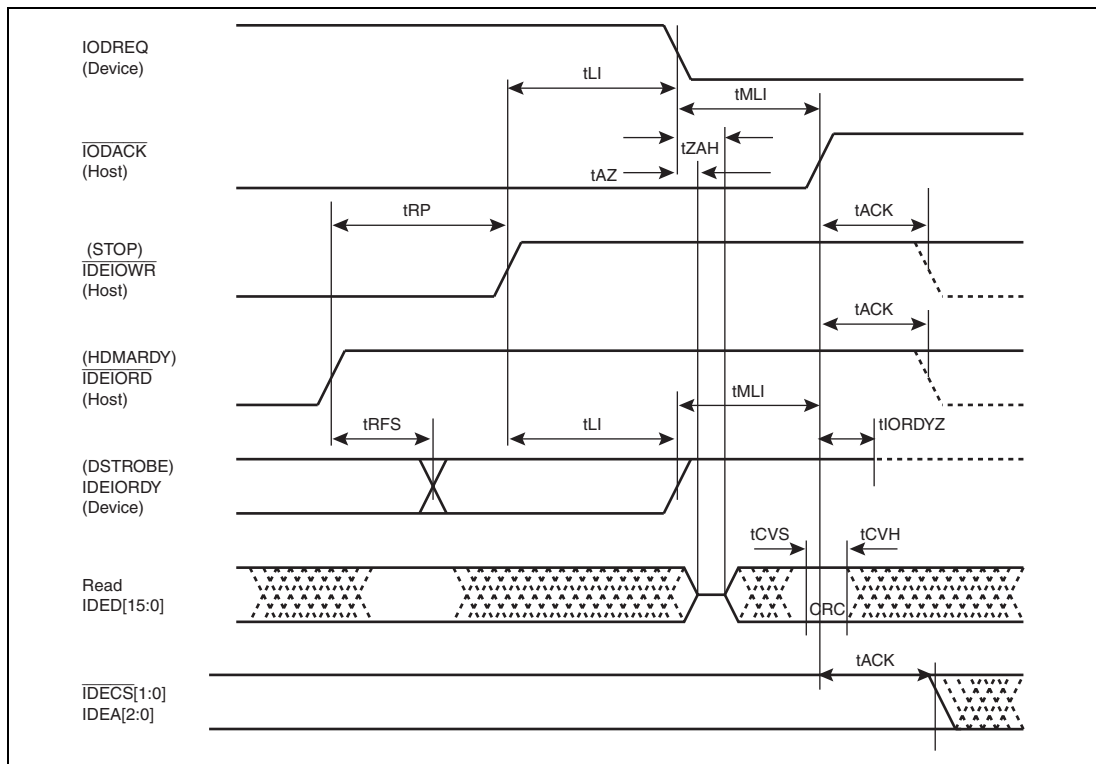 IODREQ
(Device)
tLI
tMLI
IODACK
(Host)
tZAH
tAZ
tRP
tACK
(STOP)
IDEIOWR
(Host)
tACK
(HDMARDY)
IDEIORD
(Host)
tMLI
tRFS
tLI
tIORDYZ
(DSTROBE)
IDEIORDY
(Device)
tCVS
tCVH
Read
IDED[15:0]
CRC
tACK
IDECS[1:0]
IDEA[2:0]